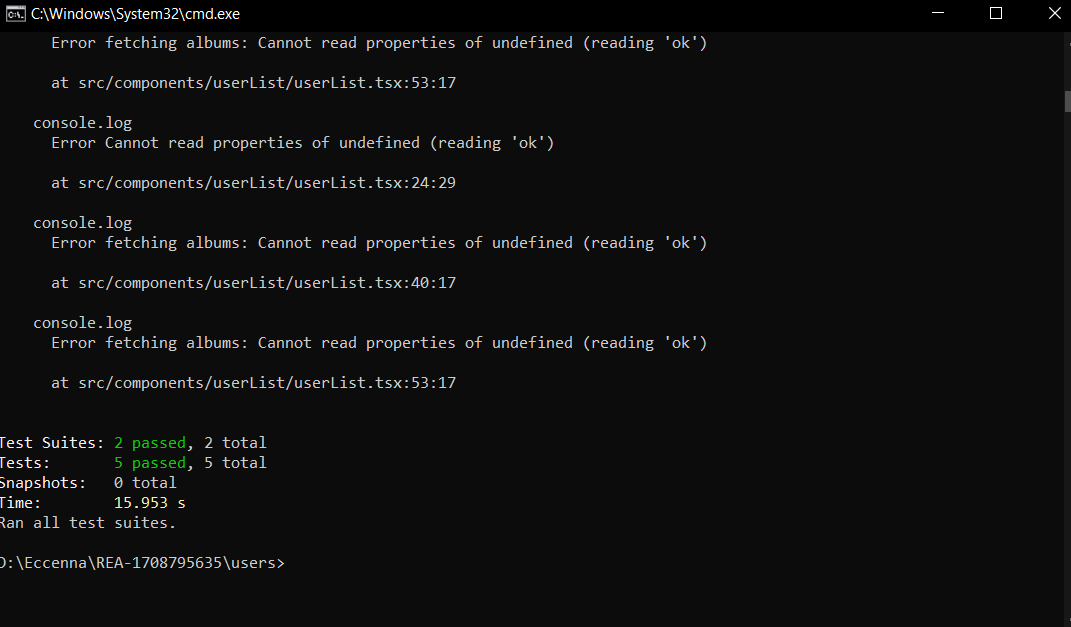 C:\Windows\System32\cmd.exe
Error fetching albums: Cannot read properties of undefined (reading 'ok')
at src/components/userList/userList.tsx:53:17
console.log
Error Cannot read properties of undefined (reading 'ok')
at src/components/userList/userList.tsx:24:29
console.log
Error fetching albums: Cannot read properties of undefined (reading 'ok')
at src/components/userList/userList.tsx:40:17
console.log
Error fetching albums: Cannot read properties of undefined (reading 'ok')
at src/components/userList/userList.tsx:53:17
Test Suites: 2 passed, 2 total
Tests: 5 passed, 5 total
Snapshots: 0 total
Time: 15.953 s
Ran all test suites.
D:\Eccenna\REA-1708795635\users>